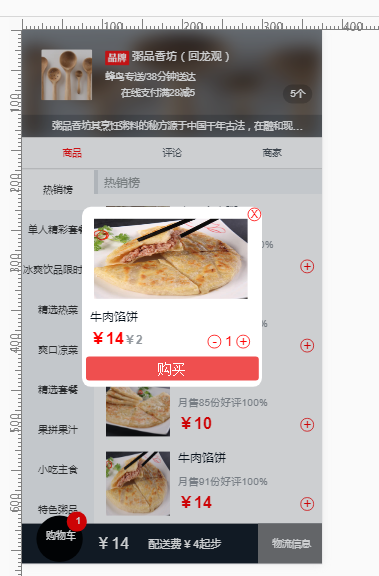 100
200
300
400
品牌 粥品香坊（回龙观）
蜂鸟专送/38分钟送达
在线支付满28减5
5个
粥品香坊其烹饪粥料的秘方源于中国千年古法，在融和现...
商品 评论 商家
热销榜
单人精彩套餐
冰爽饮品限时
精选热菜
爽口凉菜
精选套餐
果拼果汁
小吃主食
特色粥品
热销榜
0%
X
牛肉馅饼
￥14 ￥2
- 1 +
购买
月售85份好评100%
￥10
+
牛肉馅饼
月售91份好评100%
￥14
+
购物车
1
￥14
配送费￥4起步
物流信息
100
200
300
400
500
600